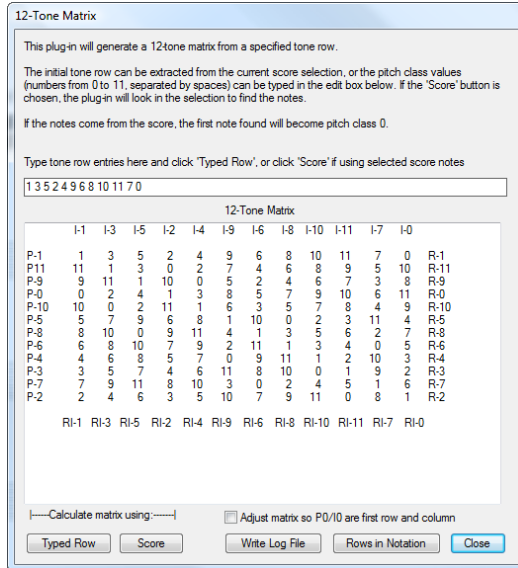 12-Tone Matrix
This plug-in will generate a 12-tone matrix from a specified tone row.
The initial tone row can be extracted from the current score selection, or the pitch class values
(numbers from 0 to 11, separated by spaces) can be typed in the edit box below. If the 'Score' button is
chosen, the plug-in will look in the selection to find the notes.
If the notes come from the score, the first note found will become pitch class 0.
Type tone row entries here and click 'Typed Row', or click 'Score' if using selected score notes
1 3 5 2 4 9 6 8 10 11 7 0
12-Tone Matrix
I-1 I-3 I-5 I-2 I-4 I-9 I-6 I-8 I-10 I-11 I-7 I-0
P-1 1 3 5 2 4 9 6 8 10 11 7 0 R-1
P11 11 1 3 0 2 7 4 6 8 9 5 10 R-11
P-9 9 11 1 10 0 5 2 4 6 7 3 8 R-9
P-0 0 2 4 1 3 8 5 7 9 10 6 11 R-0
P-10 10 0 2 11 1 6 3 5 7 8 4 9 R-10
P-5 5 7 9 6 8 1 10 0 2 3 11 4 R-5
P-8 8 10 0 9 11 4 1 3 5 6 2 7 R-8
P-6 6 8 10 7 9 2 11 1 3 4 0 5 R-6
P-4 4 6 8 5 7 0 9 11 1 2 10 3 R-4
P-3 3 5 7 4 6 11 8 10 0 1 9 2 R-3
P-7 7 9 11 8 10 3 0 2 4 5 1 6 R-7
P-2 2 4 6 3 5 10 7 9 11 0 8 1 R-2
RI-1 RI-3 RI-5 RI-2 RI-4 RI-9 RI-6 RI-8 RI-10 RI-11 RI-7 RI-0
|-----Calculate matrix using:-------|
Adjust matrix so P0/I0 are first row and column
Typed Row Score Write Log File Rows in Notation Close